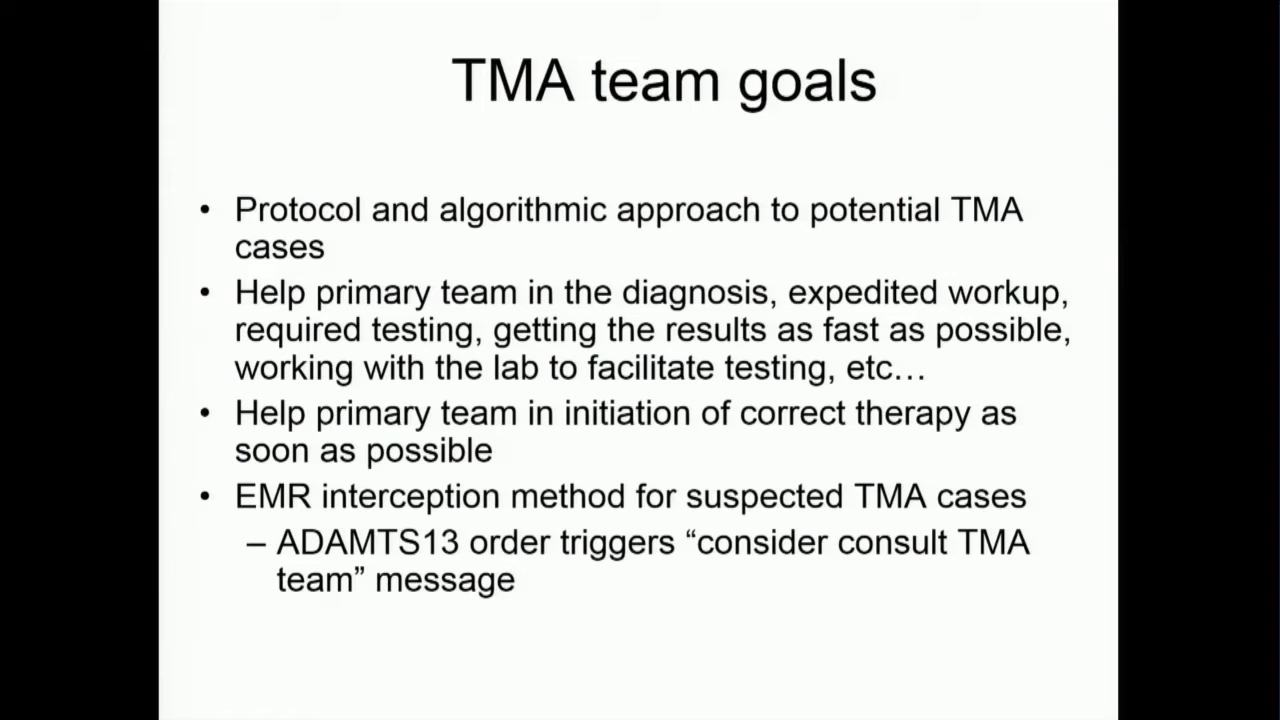 TMA team goals
• Protocol and algorithmic approach to potential TMA
cases
• Help primary team in the diagnosis, expedited workup,
required testing, getting the results as fast as possible,
working with the lab to facilitate testing, etc…
• Help primary team in initiation of correct therapy as
soon as possible
• EMR interception method for suspected TMA cases
– ADAMTS13 order triggers “consider consult TMA
team” message